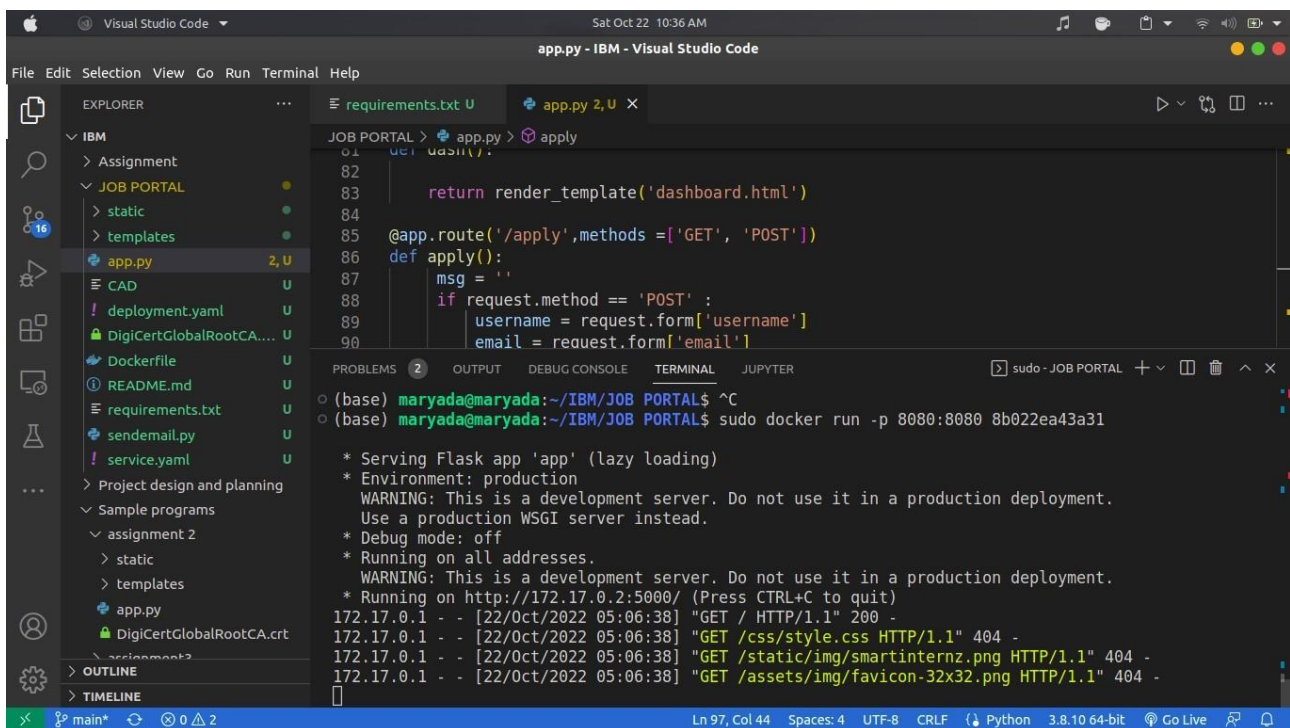 Visual Studio Code
Sat Oct 22 10:36 AM
app.py - IBM - Visual Studio Code
File Edit Selection View Go Run Terminal Help
EXPLORER
IBM
Assignment
JOB PORTAL
static
templates
app.py 2, U
CAD U
deployment.yaml U
DigiCertGlobalRootCA.... U
Dockerfile U
README.md U
requirements.txt U
sendemail.py U
service.yaml U
Project design and planning
Sample programs
assignment 2
static
templates
app.py
DigiCertGlobalRootCA.crt
assignment3
OUTLINE
TIMELINE
16
requirements.txt U
app.py 2, U
JOB PORTAL > app.py > apply
81 def dash():
82
83 return render_template('dashboard.html')
84
85 @app.route('/apply',methods =['GET', 'POST'])
86 def apply():
87 msg = ''
88 if request.method == 'POST' :
89 username = request.form['username']
90 email = request.form['email']
PROBLEMS 2 OUTPUT DEBUG CONSOLE TERMINAL JUPYTER
sudo - JOB PORTAL
(base) maryada@maryada:~/IBM/JOB PORTAL$ ^C
(base) maryada@maryada:~/IBM/JOB PORTAL$ sudo docker run -p 8080:8080 8b022ea43a31
* Serving Flask app 'app' (lazy loading)
* Environment: production
WARNING: This is a development server. Do not use it in a production deployment.
Use a production WSGI server instead.
* Debug mode: off
* Running on all addresses.
WARNING: This is a development server. Do not use it in a production deployment.
* Running on http://172.17.0.2:5000/ (Press CTRL+C to quit)
172.17.0.1 - - [22/Oct/2022 05:06:38] "GET / HTTP/1.1" 200 -
172.17.0.1 - - [22/Oct/2022 05:06:38] "GET /css/style.css HTTP/1.1" 404 -
172.17.0.1 - - [22/Oct/2022 05:06:38] "GET /static/img/smartinternz.png HTTP/1.1" 404 -
172.17.0.1 - - [22/Oct/2022 05:06:38] "GET /assets/img/favicon-32x32.png HTTP/1.1" 404 -
main* 0 2
Ln 97, Col 44 Spaces: 4 UTF-8 CRLF Python 3.8.10 64-bit Go Live